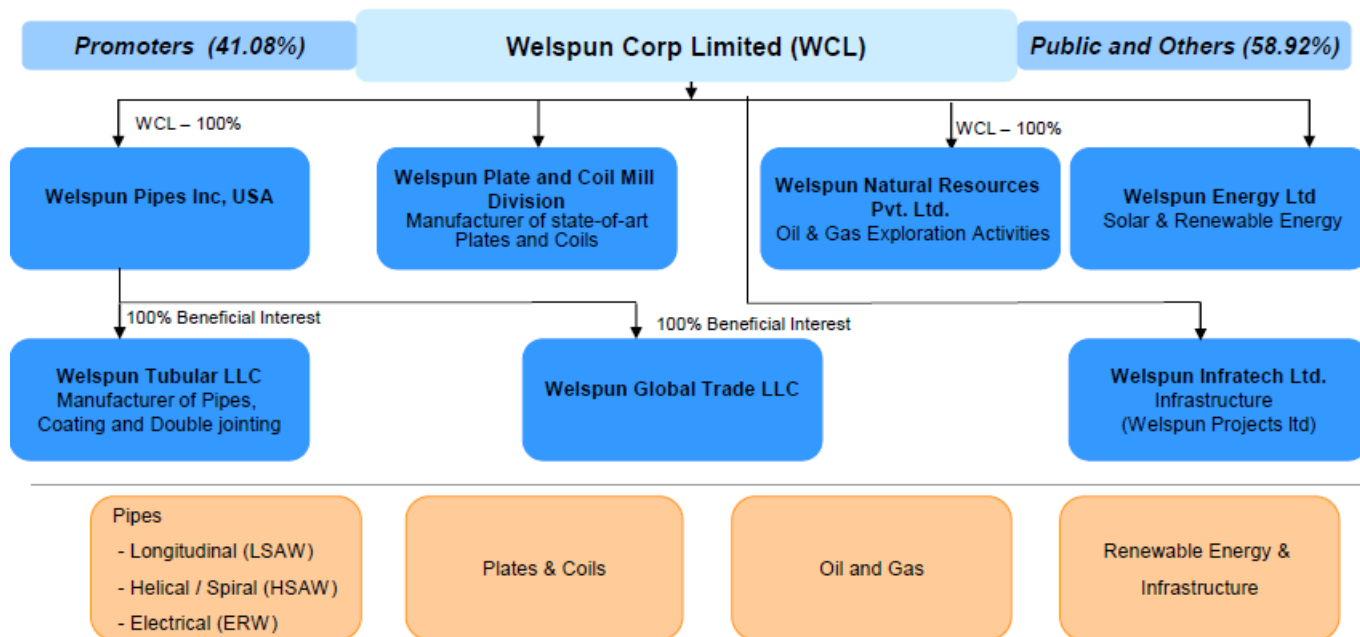 Promoters (41.08%)
Welspun Corp Limited (WCL)
Public and Others (58.92%)
WCL – 100%
WCL – 100%
Welspun Pipes Inc, USA
Welspun Plate and Coil Mill
Division
Manufacturer of state-of-art
Plates and Coils
Welspun Natural Resources
Pvt. Ltd.
Oil & Gas Exploration Activities
Welspun Energy Ltd
Solar & Renewable Energy
100% Beneficial Interest
100% Beneficial Interest
Welspun Tubular LLC
Manufacturer of Pipes,
Coating and Double jointing
Welspun Global Trade LLC
Welspun Infratech Ltd.
Infrastructure
(Welspun Projects ltd)
Pipes
- Longitudinal (LSAW)
- Helical / Spiral (HSAW)
- Electrical (ERW)
Plates & Coils
Oil and Gas
Renewable Energy &
Infrastructure